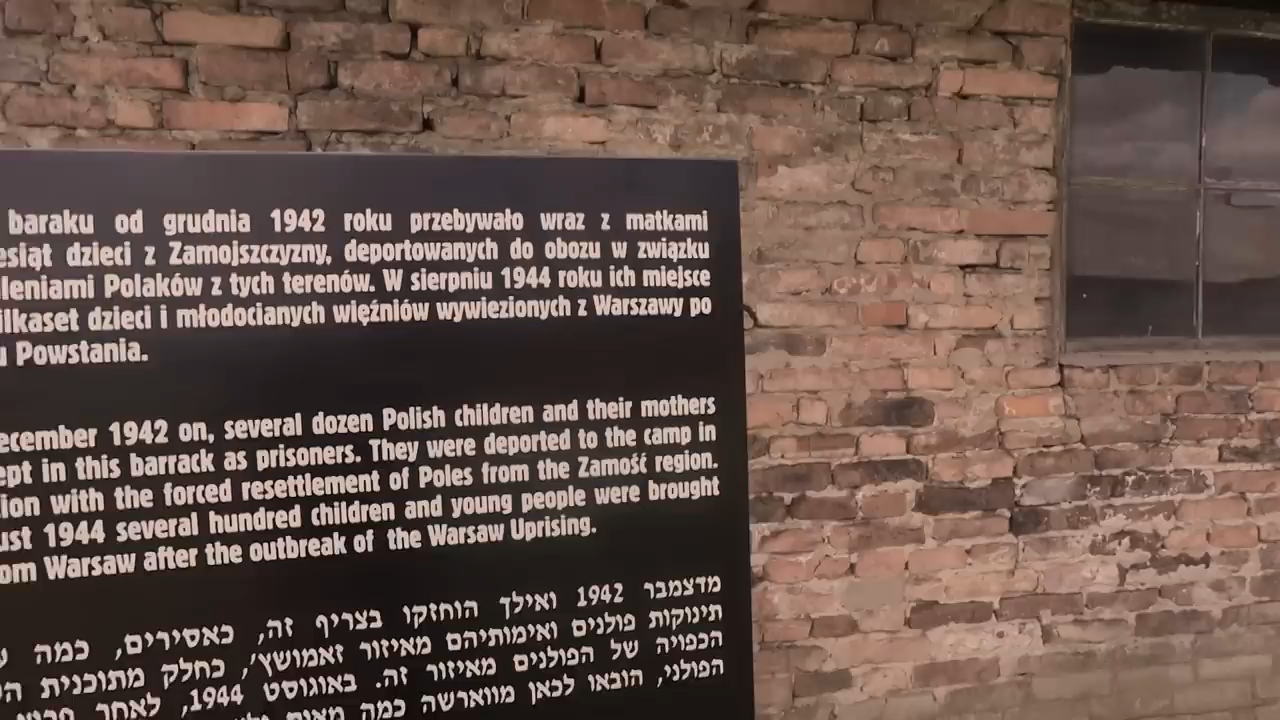 baraku od grudnia 1942 roku przebywało wraz z matkami
esiąt dzieci z Zamojszczyzny, deportowanych do obozu w związku
leniami Polaków z tych terenów. W sierpniu 1944 roku ich miejsce
ilkaset dzieci i młodocianych więźniów wywiezionych z Warszawy po
u Powstania.
ecember 1942 on, several dozen Polish children and their mothers
ept in this barrack as prisoners. They were deported to the camp in
ion with the forced resettlement of Poles from the Zamość region.
ust 1944 several hundred children and young people were brought
om Warsaw after the outbreak of the Warsaw Uprising.
מדצמבר 1942 ואילך הוחזקו בצריף זה, כאסירים, כמה
תינוקות פולנים ואימותיהם מאיזור זאמושץ', כחלק מתוכנית
הכפויה של הפולנים מאיזור זה. באוגוסט 1944, לאחר
הפולני, הובאו לכאן מווארשה כמה מאות